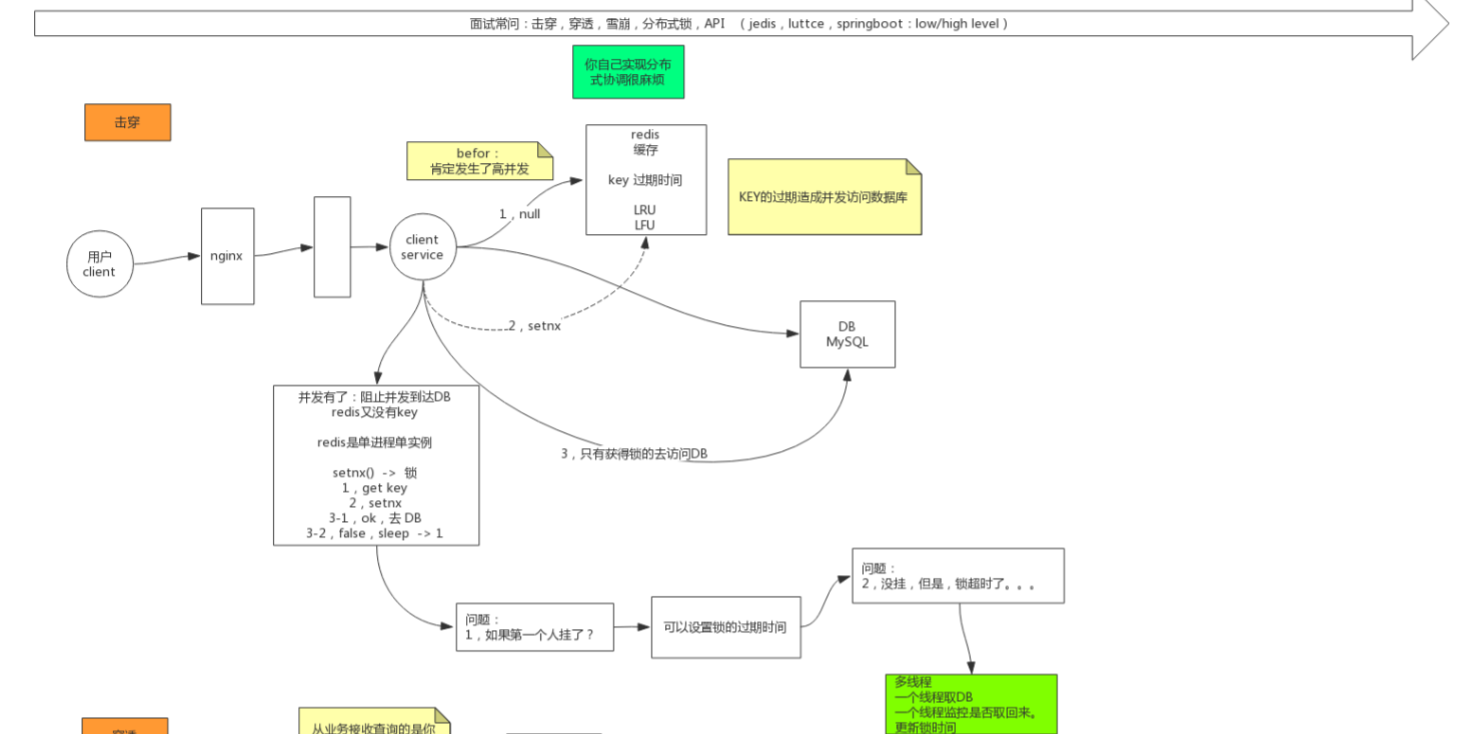 面试常问：击穿，穿透，雪崩，分布式锁，API （jedis，luttce，springboot：low/high level）
你自己实现分布
式协调很麻烦
击穿
befor：
肯定发生了高并发
redis
缓存
key 过期时间
LRU
LFU
KEY的过期造成并发访问数据库
1，null
用户
client
nginx
client
service
2，setnx
DB
MySQL
并发有了：阻止并发到达DB
redis又没有key
redis是单进程单实例
setnx() -> 锁
1，get key
2，setnx
3-1，ok，去 DB
3-2，false，sleep -> 1
3，只有获得锁的去访问DB
问题：
1，如果第一个人挂了？
可以设置锁的过期时间
问题：
2，没挂，但是，锁超时了。。。
多线程
一个线程取DB
一个线程监控是否取回来。
更新锁时间
穿透
从业务接收查询的是你